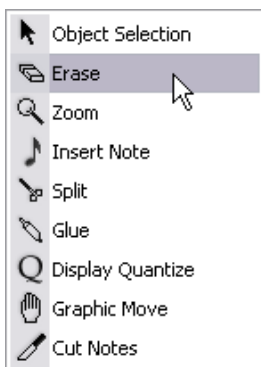 Object Selection
Erase
Zoom
Insert Note
Split
Glue
Q Display Quantize
Graphic Move
Cut Notes